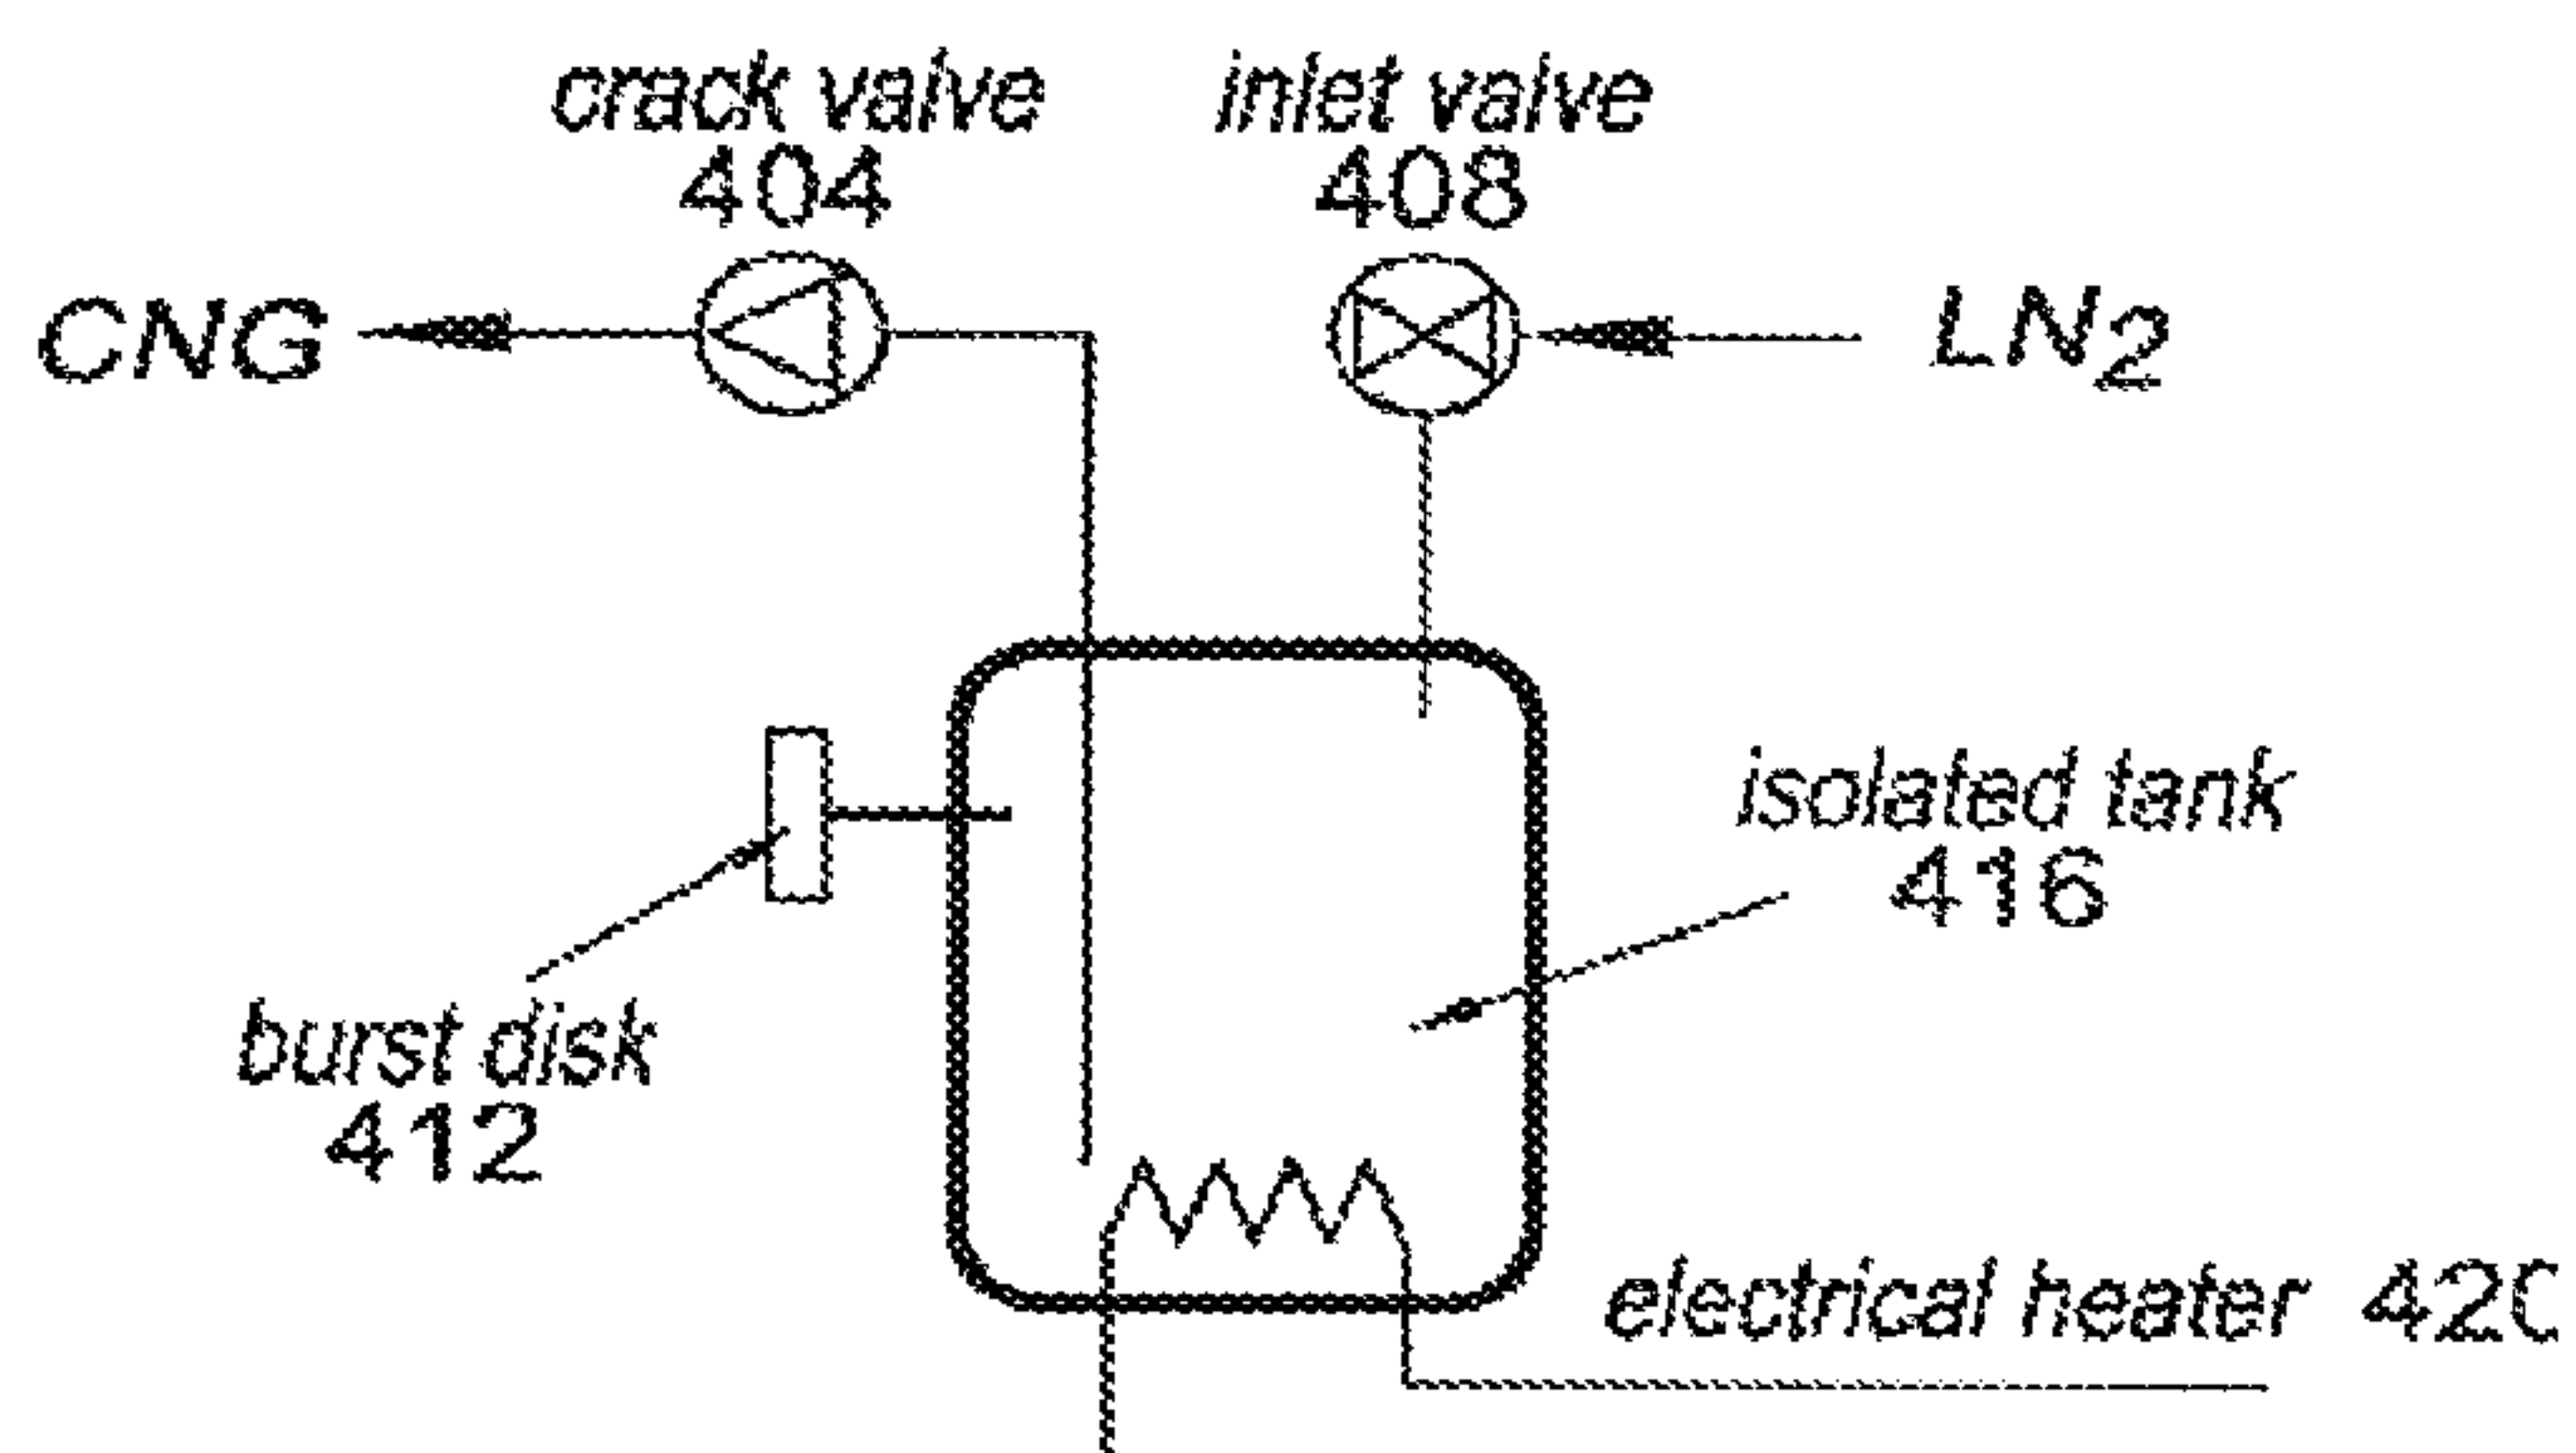 crack valve
404
inlet valve
408
CNG
LN2
isolated tank
416
burst disk
412
electrical heater 420